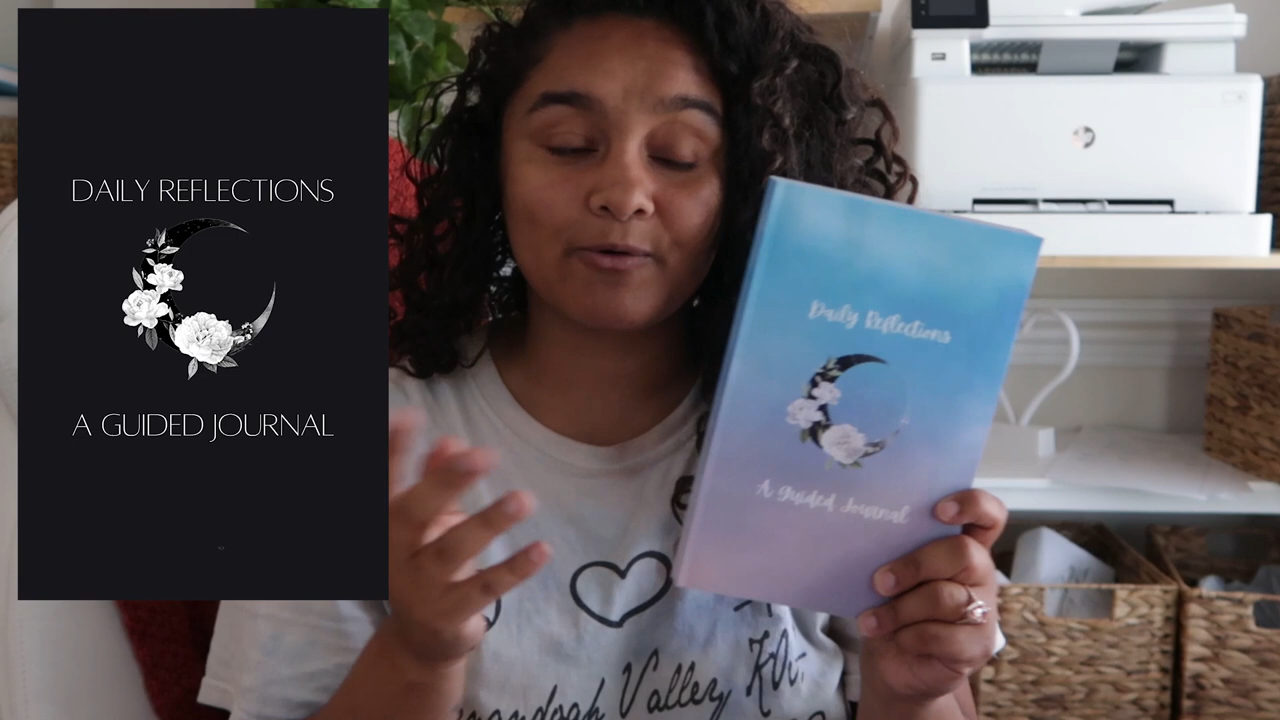 DAILY REFLECTIONS
A GUIDED JOURNAL
Daily Reflections
A guided Journal
Valley